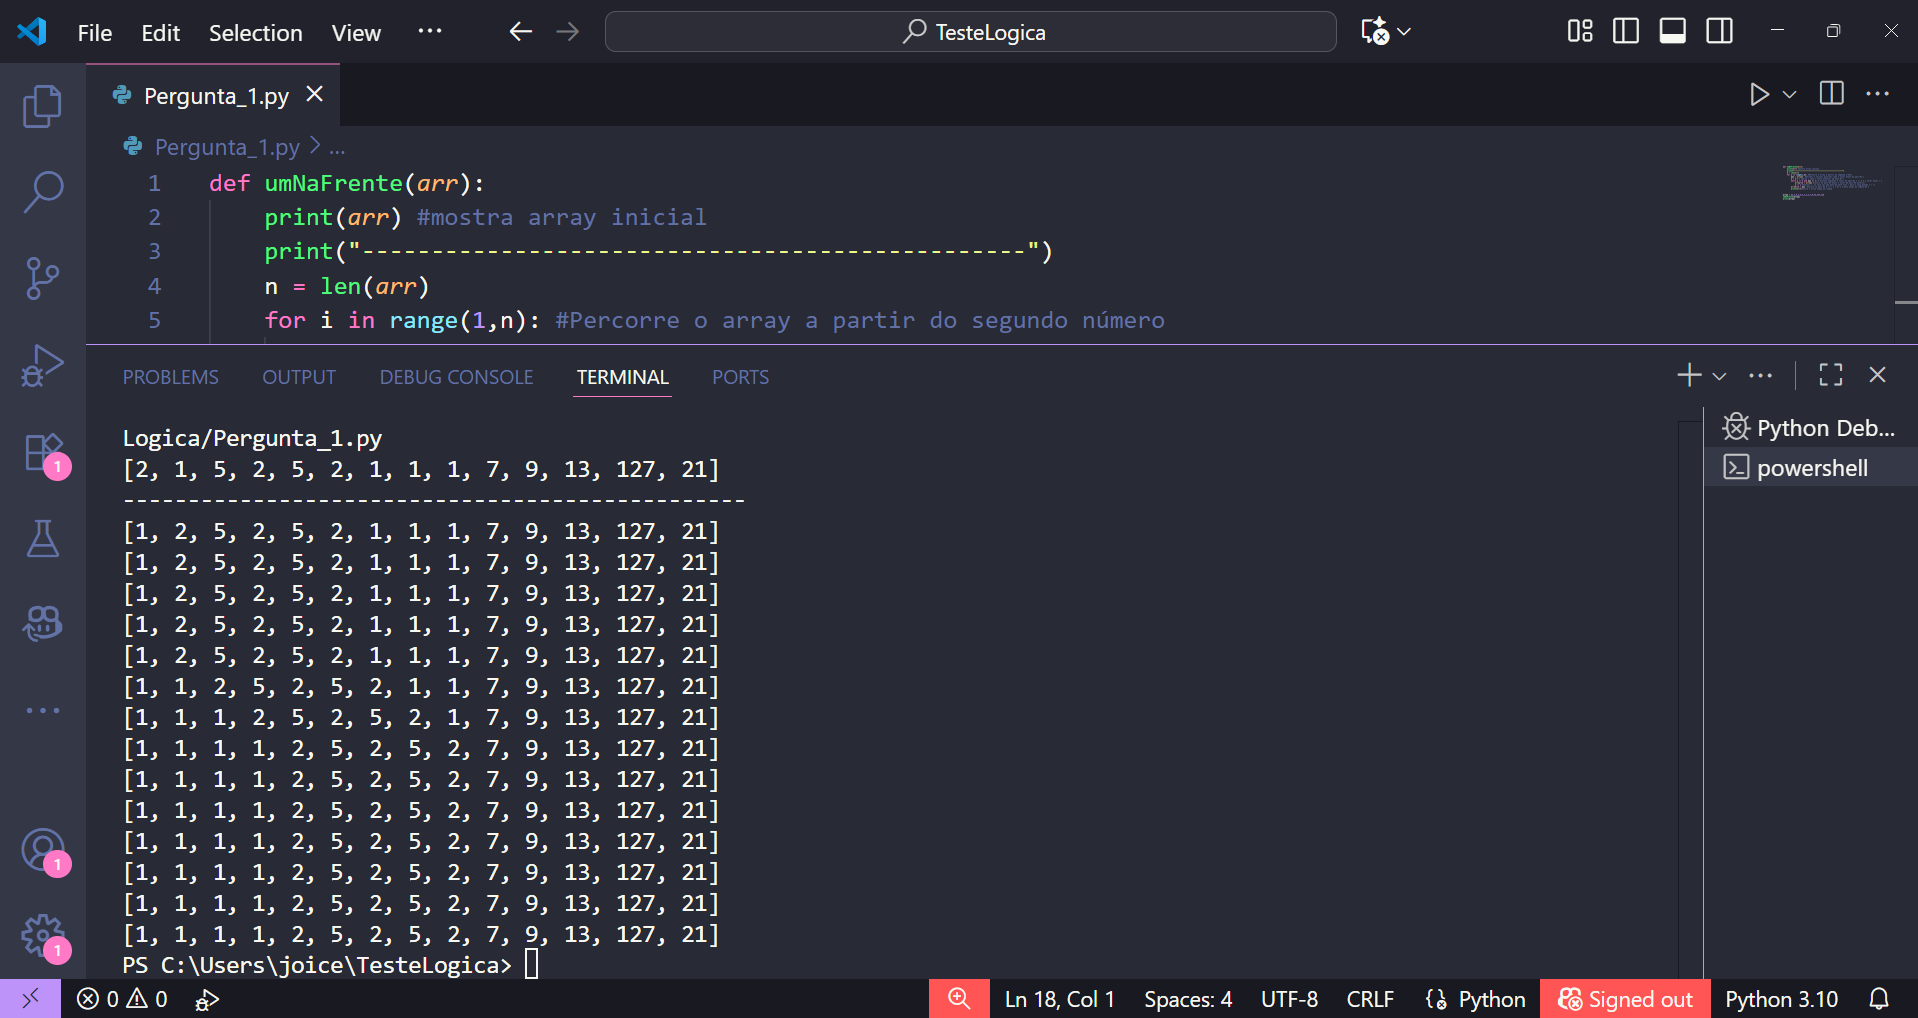 File Edit Selection View ··· TesteLogica
Pergunta_1.py
Pergunta_1.py > ...
1 def umNaFrente(arr):
2 print(arr) #mostra array inicial
3 print("------------------------------------------------")
4 n = len(arr)
5 for i in range(1,n): #Percorre o array a partir do segundo número
PROBLEMS OUTPUT DEBUG CONSOLE TERMINAL PORTS
Python Deb...
powershell
Logica/Pergunta_1.py
[2, 1, 5, 2, 5, 2, 1, 1, 1, 7, 9, 13, 127, 21]
------------------------------------------------
[1, 2, 5, 2, 5, 2, 1, 1, 1, 7, 9, 13, 127, 21]
[1, 2, 5, 2, 5, 2, 1, 1, 1, 7, 9, 13, 127, 21]
[1, 2, 5, 2, 5, 2, 1, 1, 1, 7, 9, 13, 127, 21]
[1, 2, 5, 2, 5, 2, 1, 1, 1, 7, 9, 13, 127, 21]
[1, 2, 5, 2, 5, 2, 1, 1, 1, 7, 9, 13, 127, 21]
[1, 1, 2, 5, 2, 5, 2, 1, 1, 7, 9, 13, 127, 21]
[1, 1, 1, 2, 5, 2, 5, 2, 1, 7, 9, 13, 127, 21]
[1, 1, 1, 1, 2, 5, 2, 5, 2, 7, 9, 13, 127, 21]
[1, 1, 1, 1, 2, 5, 2, 5, 2, 7, 9, 13, 127, 21]
[1, 1, 1, 1, 2, 5, 2, 5, 2, 7, 9, 13, 127, 21]
[1, 1, 1, 1, 2, 5, 2, 5, 2, 7, 9, 13, 127, 21]
[1, 1, 1, 1, 2, 5, 2, 5, 2, 7, 9, 13, 127, 21]
[1, 1, 1, 1, 2, 5, 2, 5, 2, 7, 9, 13, 127, 21]
[1, 1, 1, 1, 2, 5, 2, 5, 2, 7, 9, 13, 127, 21]
PS C:\Users\joice\TesteLogica>
1
1
1
0 0 Ln 18, Col 1 Spaces: 4 UTF-8 CRLF Python Signed out Python 3.10